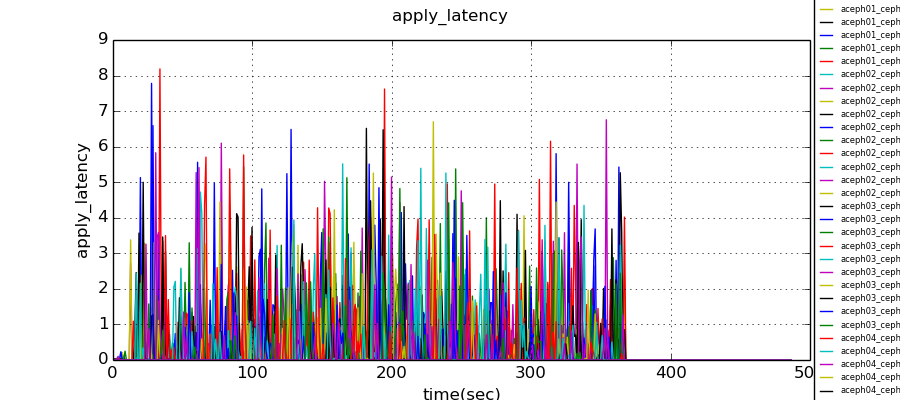 apply_latency
9
8
7
6
5
4
3
2
1
0
apply_latency
0
100
200
300
400
50
time(sec)
aceph01_ceph
aceph01_ceph
aceph01_ceph
aceph01_ceph
aceph01_ceph
aceph02_ceph
aceph02_ceph
aceph02_ceph
aceph02_ceph
aceph02_ceph
aceph02_ceph
aceph02_ceph
aceph02_ceph
aceph02_ceph
aceph02_ceph
aceph03_ceph
aceph03_ceph
aceph03_ceph
aceph03_ceph
aceph03_ceph
aceph03_ceph
aceph03_ceph
aceph03_ceph
aceph03_ceph
aceph03_ceph
aceph04_ceph
aceph04_ceph
aceph04_ceph
aceph04_ceph
aceph04_ceph